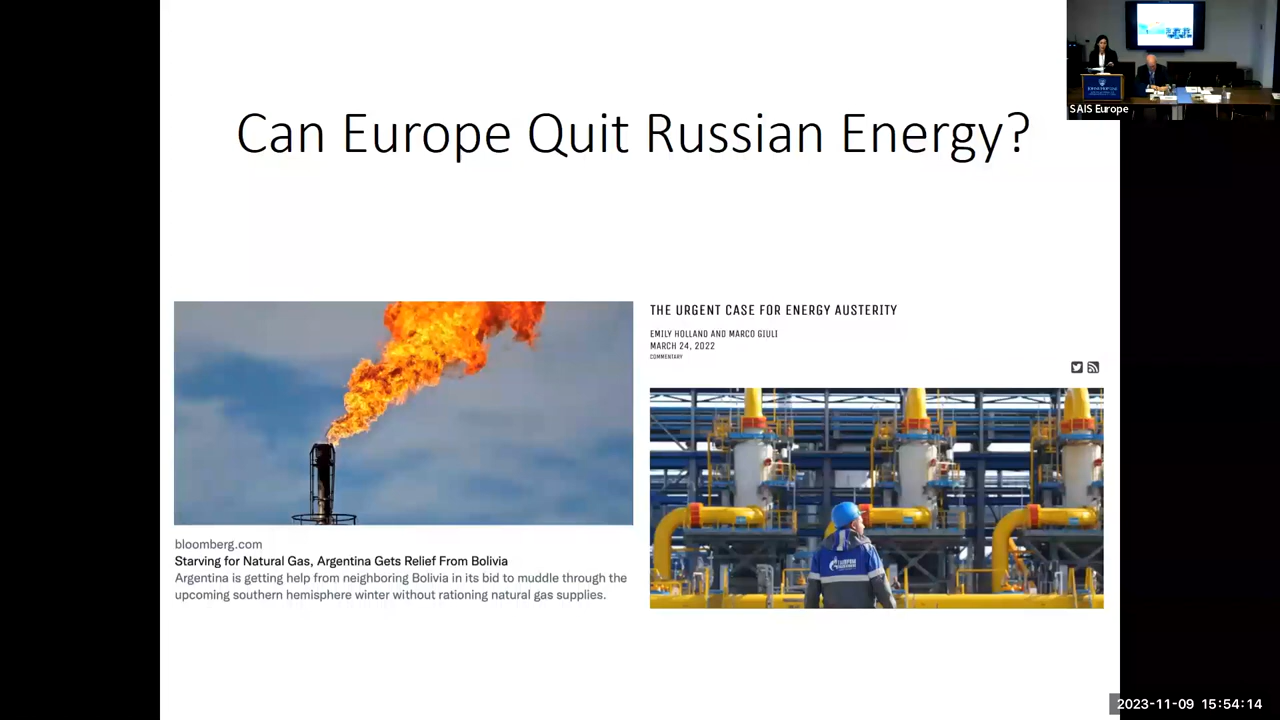 Can Europe Quit Russian Energy?
SAIS Europe
THE URGENT CASE FOR ENERGY AUSTERITY
EMILY HOLLAND AND MARCO GIULI
MARCH 24, 2022
COMMENTARY
bloomberg.com
Starving for Natural Gas, Argentina Gets Relief From Bolivia
Argentina is getting help from neighboring Bolivia in its bid to muddle through the
upcoming southern hemisphere winter without rationing natural gas supplies.
2023-11-09 15:54:14